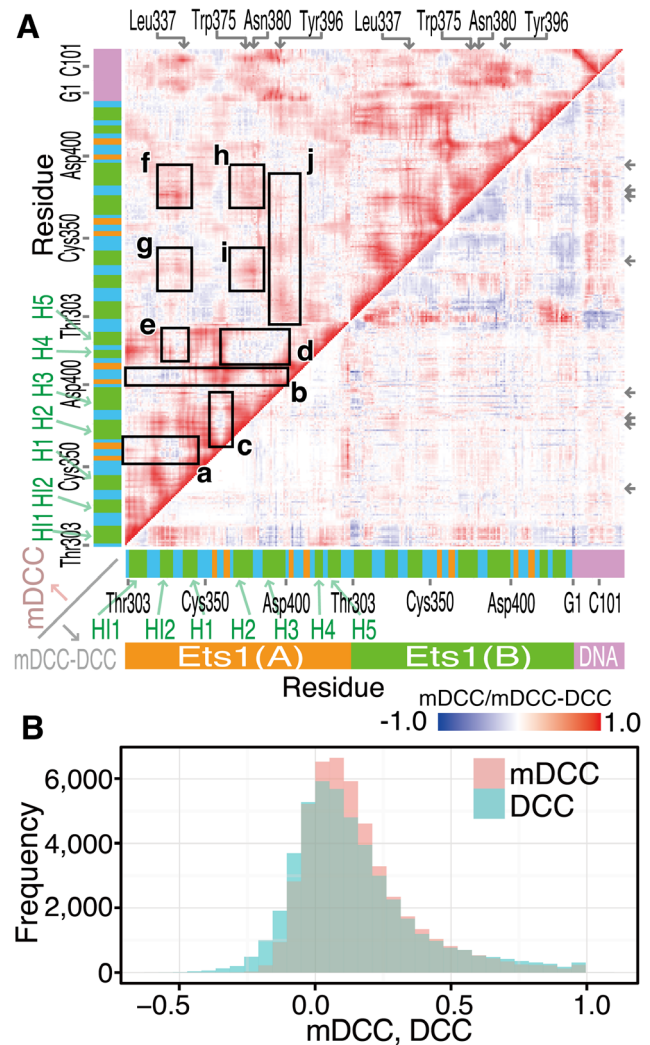 A
Leu337 Trp375 Asn380 Tyr396 Leu337 Trp375 Asn380 Tyr396
G1 C101
Asp400
Cys350
Thr303
Asp400
Cys350
Thr303
Residue
H5
H4
H3
H2
H1
HI2
HI1
f
h
j
g
i
e
d
b
c
a
mDCC
mDCC-DCC
Thr303 Cys350 Asp400 Thr303 Cys350 Asp400 G1 C101
HI1 HI2 H1 H2 H3 H4 H5
Ets1(A) Ets1(B) DNA
Residue
mDCC/mDCC-DCC
-1.0 1.0
B
mDCC
DCC
Frequency
6,000
4,000
2,000
0
−0.5 0.0 0.5 1.0
mDCC, DCC